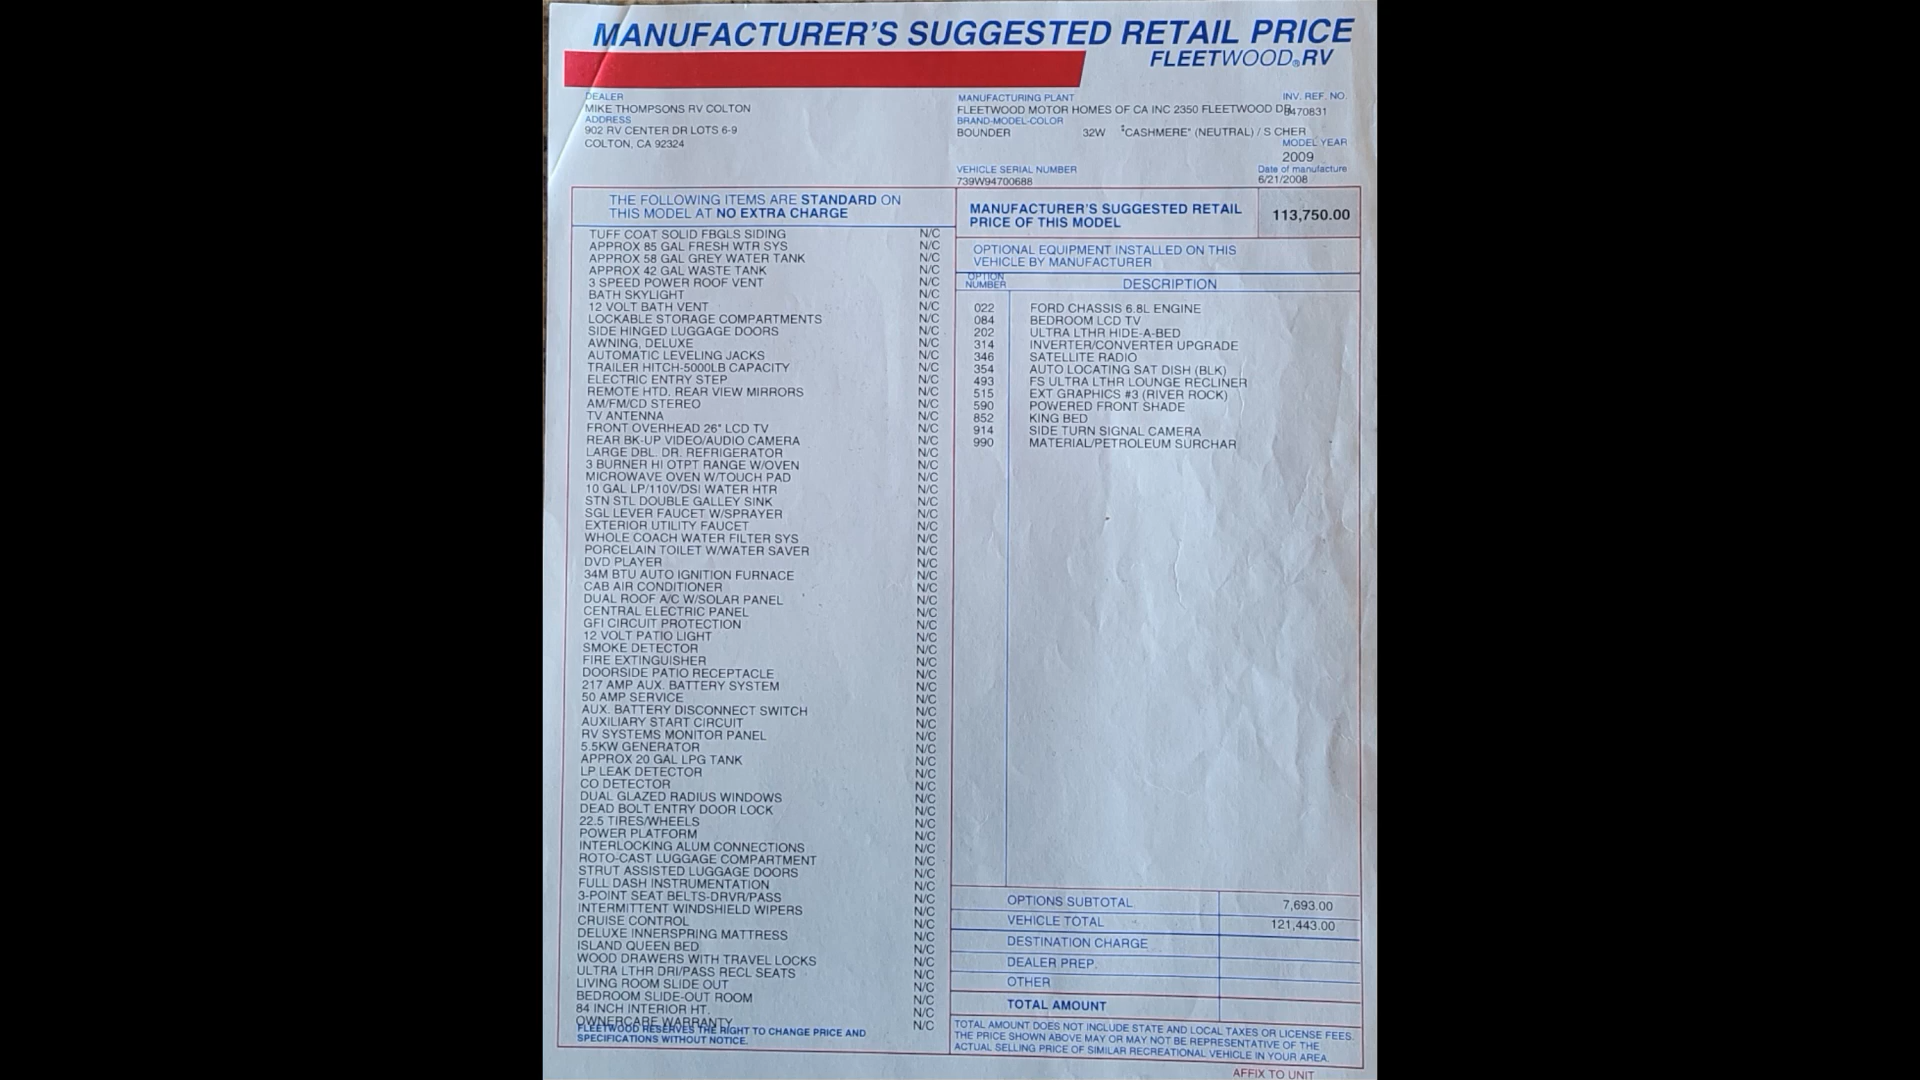 MANUFACTURER'S SUGGESTED RETAIL PRICE
FLEETWOOD® RV
DEALER
MIKE THOMPSONS RV COLTON
ADDRESS
902 RV CENTER DR LOTS 6-9
COLTON, CA 92324
MANUFACTURING PLANT
INV. REF. NO.
FLEETWOOD MOTOR HOMES OF CA INC 2350 FLEETWOOD DR
9470831
BRAND-MODEL-COLOR
BOUNDER 32W "CASHMERE" (NEUTRAL) / S CHER
MODEL YEAR
2009
VEHICLE SERIAL NUMBER
739W94700688
Date of manufacture
6/21/2008
THE FOLLOWING ITEMS ARE STANDARD ON
THIS MODEL AT NO EXTRA CHARGE
TUFF COAT SOLID FBGLS SIDING N/C
APPROX 85 GAL FRESH WTR SYS N/C
APPROX 58 GAL GREY WATER TANK N/C
APPROX 42 GAL WASTE TANK N/C
3 SPEED POWER ROOF VENT N/C
BATH SKYLIGHT N/C
12 VOLT BATH VENT N/C
LOCKABLE STORAGE COMPARTMENTS N/C
SIDE HINGED LUGGAGE DOORS N/C
AWNING, DELUXE N/C
AUTOMATIC LEVELING JACKS N/C
TRAILER HITCH-5000LB CAPACITY N/C
ELECTRIC ENTRY STEP N/C
REMOTE HTD. REAR VIEW MIRRORS N/C
AM/FM/CD STEREO N/C
TV ANTENNA N/C
FRONT OVERHEAD 26" LCD TV N/C
REAR BK-UP VIDEO/AUDIO CAMERA N/C
LARGE DBL. DR. REFRIGERATOR N/C
3 BURNER HI OTPT RANGE W/OVEN N/C
MICROWAVE OVEN W/TOUCH PAD N/C
10 GAL LP/110V/DSI WATER HTR N/C
STN STL DOUBLE GALLEY SINK N/C
SGL LEVER FAUCET W/SPRAYER N/C
EXTERIOR UTILITY FAUCET N/C
WHOLE COACH WATER FILTER SYS N/C
PORCELAIN TOILET W/WATER SAVER N/C
DVD PLAYER N/C
34M BTU AUTO IGNITION FURNACE N/C
CAB AIR CONDITIONER N/C
DUAL ROOF A/C W/SOLAR PANEL N/C
CENTRAL ELECTRIC PANEL N/C
GFI CIRCUIT PROTECTION N/C
12 VOLT PATIO LIGHT N/C
SMOKE DETECTOR N/C
FIRE EXTINGUISHER N/C
DOORSIDE PATIO RECEPTACLE N/C
217 AMP AUX. BATTERY SYSTEM N/C
50 AMP SERVICE N/C
AUX. BATTERY DISCONNECT SWITCH N/C
AUXILIARY START CIRCUIT N/C
RV SYSTEMS MONITOR PANEL N/C
5.5KW GENERATOR N/C
APPROX 20 GAL LPG TANK N/C
LP LEAK DETECTOR N/C
CO DETECTOR N/C
DUAL GLAZED RADIUS WINDOWS N/C
DEAD BOLT ENTRY DOOR LOCK N/C
22.5 TIRES/WHEELS N/C
POWER PLATFORM N/C
INTERLOCKING ALUM CONNECTIONS N/C
ROTO-CAST LUGGAGE COMPARTMENT N/C
STRUT ASSISTED LUGGAGE DOORS N/C
FULL DASH INSTRUMENTATION N/C
3-POINT SEAT BELTS-DRVR/PASS N/C
INTERMITTENT WINDSHIELD WIPERS N/C
CRUISE CONTROL N/C
DELUXE INNERSPRING MATTRESS N/C
ISLAND QUEEN BED N/C
WOOD DRAWERS WITH TRAVEL LOCKS N/C
ULTRA LTHR DRI/PASS RECL SEATS N/C
LIVING ROOM SLIDE OUT N/C
BEDROOM SLIDE-OUT ROOM N/C
84 INCH INTERIOR HT. N/C
OWNERCARE WARRANTY N/C
FLEETWOOD RESERVES THE RIGHT TO CHANGE PRICE AND
SPECIFICATIONS WITHOUT NOTICE.
MANUFACTURER'S SUGGESTED RETAIL
PRICE OF THIS MODEL
113,750.00
OPTIONAL EQUIPMENT INSTALLED ON THIS
VEHICLE BY MANUFACTURER
OPTION
NUMBER
DESCRIPTION
022 FORD CHASSIS 6.8L ENGINE
084 BEDROOM LCD TV
202 ULTRA LTHR HIDE-A-BED
314 INVERTER/CONVERTER UPGRADE
346 SATELLITE RADIO
354 AUTO LOCATING SAT DISH (BLK)
493 FS ULTRA LTHR LOUNGE RECLINER
515 EXT GRAPHICS #3 (RIVER ROCK)
590 POWERED FRONT SHADE
852 KING BED
914 SIDE TURN SIGNAL CAMERA
990 MATERIAL/PETROLEUM SURCHAR
OPTIONS SUBTOTAL 7,693.00
VEHICLE TOTAL 121,443.00
DESTINATION CHARGE
DEALER PREP.
OTHER
TOTAL AMOUNT
TOTAL AMOUNT DOES NOT INCLUDE STATE AND LOCAL TAXES OR LICENSE FEES.
THE PRICE SHOWN ABOVE MAY OR MAY NOT BE REPRESENTATIVE OF THE
ACTUAL SELLING PRICE OF SIMILAR RECREATIONAL VEHICLE IN YOUR AREA.
AFFIX TO UNIT